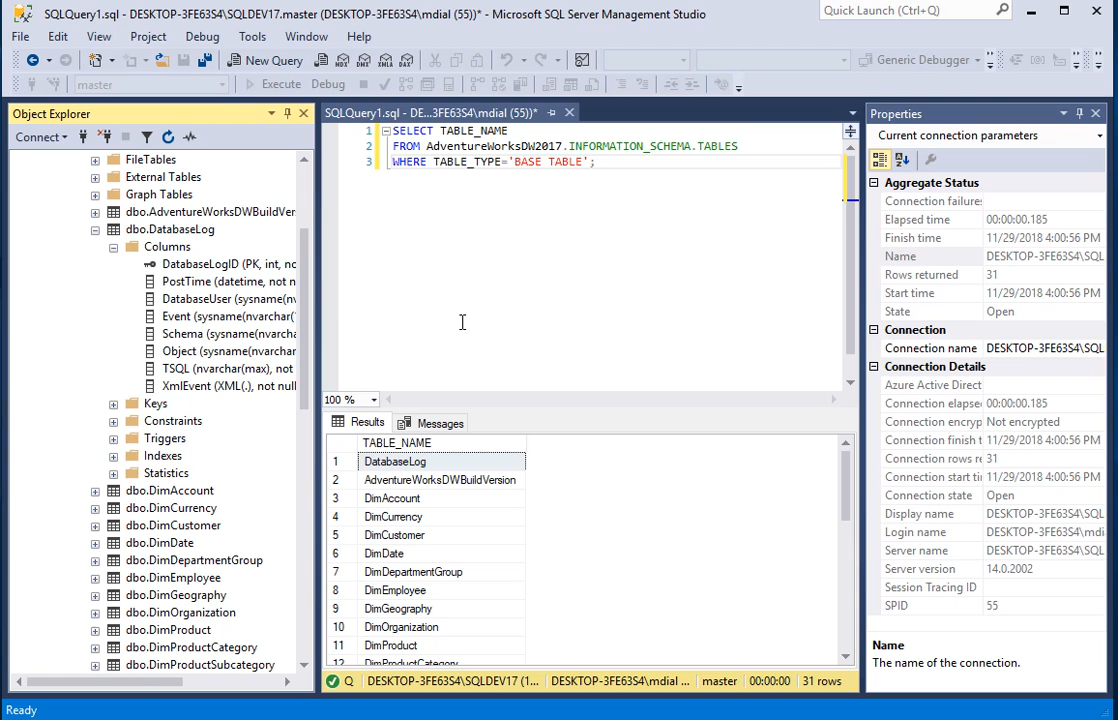 SQLQuery1.sql - DESKTOP-3FE63S4\SQLDEV17.master (DESKTOP-3FE63S4\mdial (55))* - Microsoft SQL Server Management Studio
Quick Launch (Ctrl+Q)
File Edit View Project Debug Tools Window Help
New Query
MDX DMX XMLA DAX
Generic Debugger
master
Execute Debug
Object Explorer
Connect
FileTables
External Tables
Graph Tables
dbo.AdventureWorksDWBuildVer
dbo.DatabaseLog
Columns
DatabaseLogID (PK, int, no
PostTime (datetime, not n
DatabaseUser (sysname(nv
Event (sysname(nvarchar(
Schema (sysname(nvarcha
Object (sysname(nvarchar
TSQL (nvarchar(max), not
XmlEvent (XML(.), not null
Keys
Constraints
Triggers
Indexes
Statistics
dbo.DimAccount
dbo.DimCurrency
dbo.DimCustomer
dbo.DimDate
dbo.DimDepartmentGroup
dbo.DimEmployee
dbo.DimGeography
dbo.DimOrganization
dbo.DimProduct
dbo.DimProductCategory
dbo.DimProductSubcategory
SQLQuery1.sql - DE...3FE63S4\mdial (55))*
1 SELECT TABLE_NAME
2 FROM AdventureWorksDW2017.INFORMATION_SCHEMA.TABLES
3 WHERE TABLE_TYPE='BASE TABLE';
100 %
Results Messages
TABLE_NAME
1 DatabaseLog
2 AdventureWorksDWBuildVersion
3 DimAccount
4 DimCurrency
5 DimCustomer
6 DimDate
7 DimDepartmentGroup
8 DimEmployee
9 DimGeography
10 DimOrganization
11 DimProduct
12 DimProductCategory
Q DESKTOP-3FE63S4\SQLDEV17 (1... DESKTOP-3FE63S4\mdial ... master 00:00:00 31 rows
Properties
Current connection parameters
Aggregate Status
Connection failures
Elapsed time 00:00:00.185
Finish time 11/29/2018 4:00:56 PM
Name DESKTOP-3FE63S4\SQL
Rows returned 31
Start time 11/29/2018 4:00:56 PM
State Open
Connection
Connection name DESKTOP-3FE63S4\SQL
Connection Details
Azure Active Direct
Connection elapse 00:00:00.185
Connection encryp Not encrypted
Connection finish t 11/29/2018 4:00:56 PM
Connection rows re 31
Connection start ti 11/29/2018 4:00:56 PM
Connection state Open
Display name DESKTOP-3FE63S4\SQL
Login name DESKTOP-3FE63S4\mdi
Server name DESKTOP-3FE63S4\SQL
Server version 14.0.2002
Session Tracing ID
SPID 55
Name
The name of the connection.
Ready